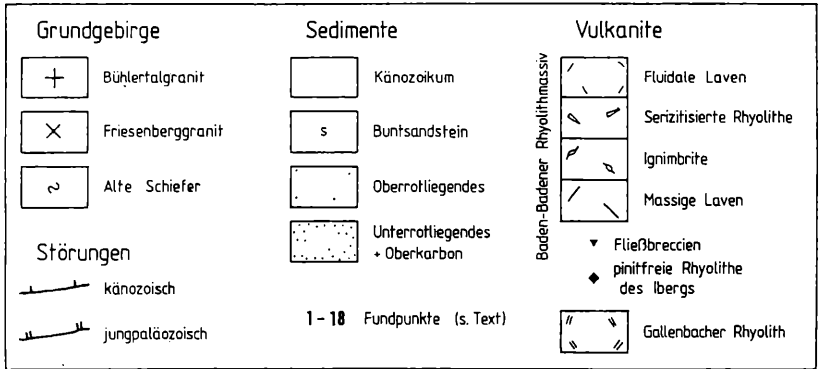 Grundgebirge
Bühlertalgranit
Friesenberggranit
Alte Schiefer
Störungen
känozoisch
jungpaläozoisch
Sedimente
Känozoikum
s
Buntsandstein
Oberrotliegendes
Unterrotliegendes
+ Oberkarbon
1-18 Fundpunkte (s. Text)
Vulkanite
Baden-Badener Rhyolithmassiv
Fluidale Laven
Serizitisierte Rhyolithe
Ignimbrite
Massige Laven
Fließbreccien
pinitfreie Rhyolithe
des Ibergs
Gallenbacher Rhyolith